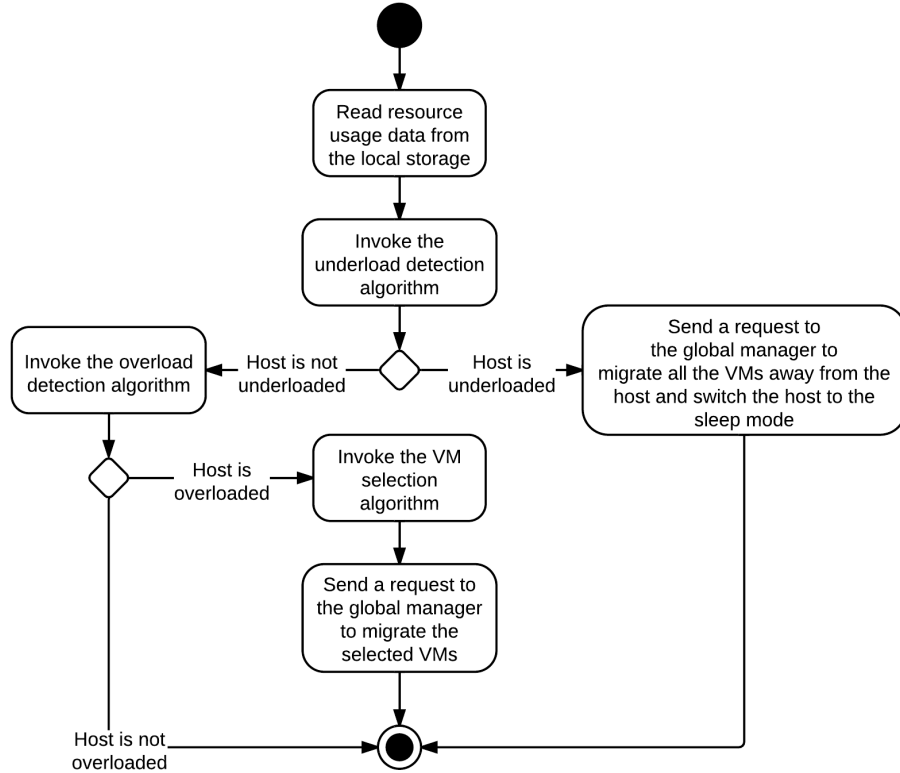 Read resource
usage data from
the local storage
Invoke the
underload detection
algorithm
Host is not
underloaded
Host is
underloaded
Send a request to
the global manager to
migrate all the VMs away from the
host and switch the host to the
sleep mode
Invoke the overload
detection algorithm
Host is
overloaded
Invoke the VM
selection
algorithm
Send a request to
the global manager
to migrate the
selected VMs
Host is not
overloaded